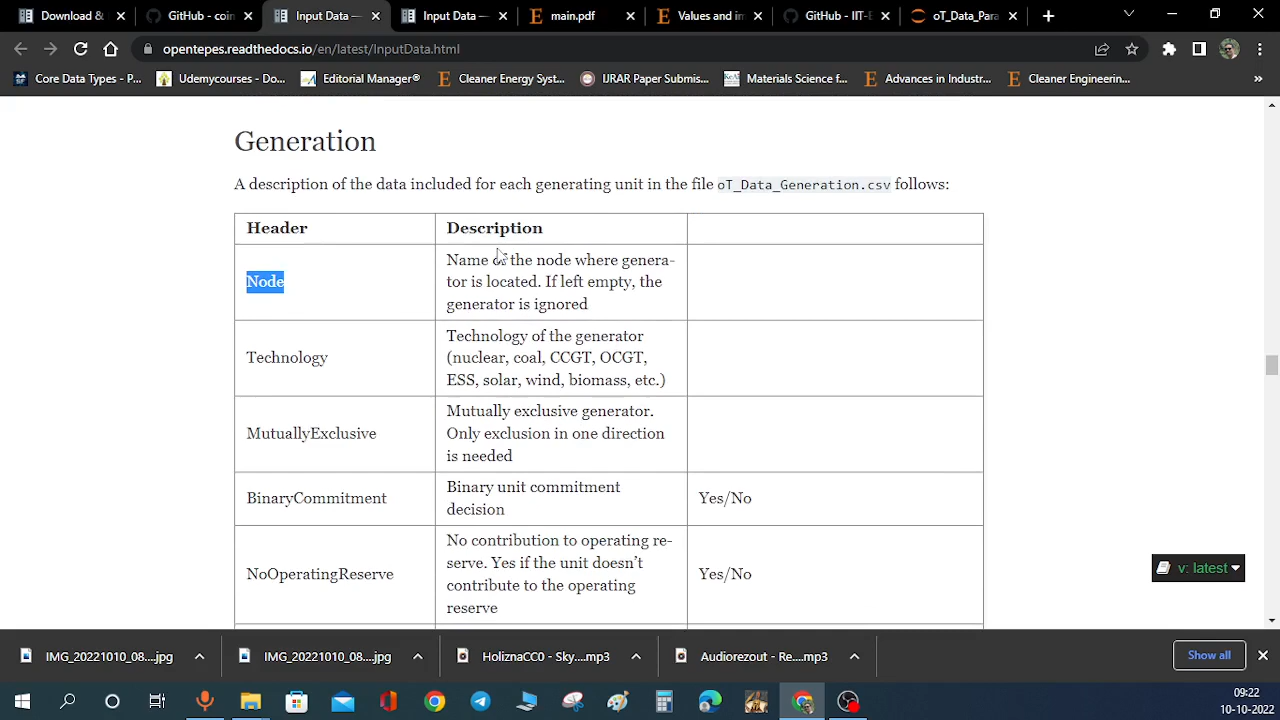 Download &
GitHub - coin
Input Data —
Input Data —
main.pdf
Values and in
GitHub - IIT-E
oT_Data_Para
opentepes.readthedocs.io/en/latest/InputData.html
Core Data Types - P...
Udemycourses - Do...
Editorial Manager®
Cleaner Energy Syst...
IJRAR Paper Submis...
Materials Science f...
Advances in Industr...
Cleaner Engineerin...
Generation
A description of the data included for each generating unit in the file oT_Data_Generation.csv follows:
Header
Description
Node
Name of the node where genera-
tor is located. If left empty, the
generator is ignored
Technology
Technology of the generator
(nuclear, coal, CCGT, OCGT,
ESS, solar, wind, biomass, etc.)
MutuallyExclusive
Mutually exclusive generator.
Only exclusion in one direction
is needed
BinaryCommitment
Binary unit commitment
decision
Yes/No
NoOperatingReserve
No contribution to operating re-
serve. Yes if the unit doesn't
contribute to the operating
reserve
Yes/No
v: latest
IMG_20221010_08....jpg
IMG_20221010_08....jpg
HoliznaCC0 - Sky....mp3
Audiorezout - Re....mp3
Show all
09:22
10-10-2022